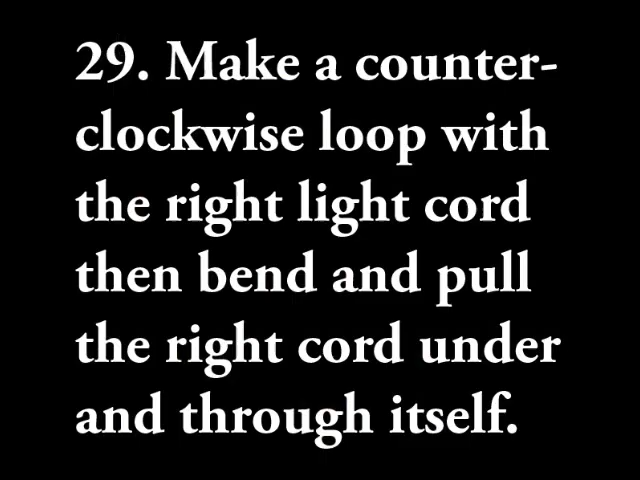 29. Make a counter-
clockwise loop with
the right light cord
then bend and pull
the right cord under
and through itself.